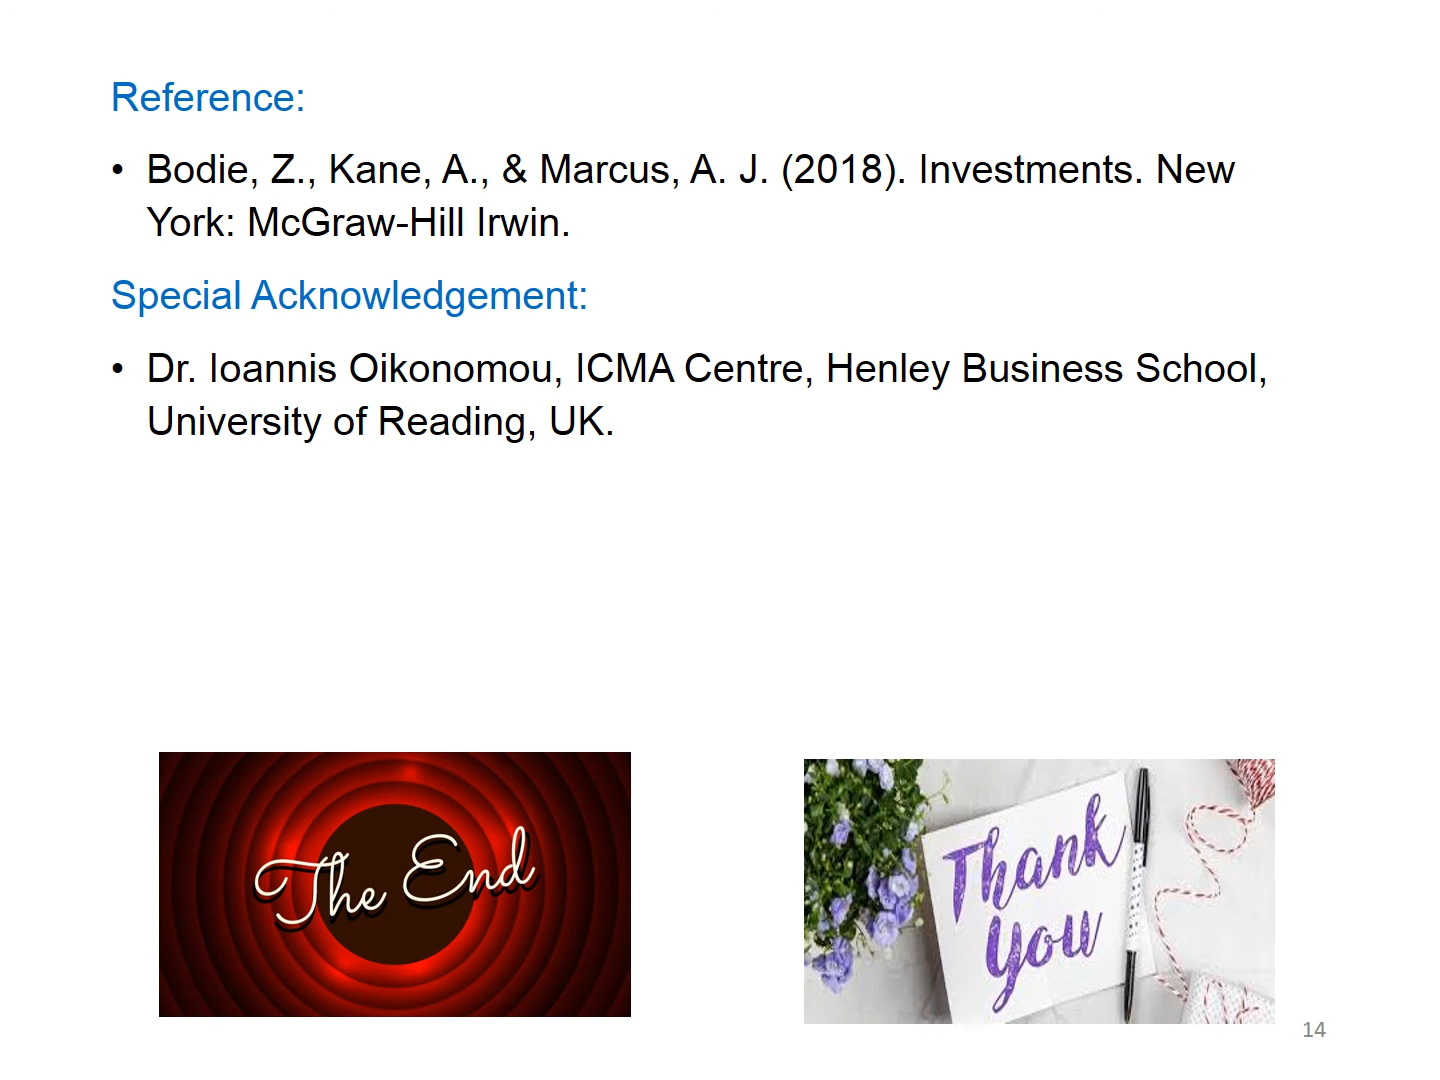 Reference:
• Bodie, Z., Kane, A., & Marcus, A. J. (2018). Investments. New
York: McGraw-Hill Irwin.
Special Acknowledgement:
• Dr. Ioannis Oikonomou, ICMA Centre, Henley Business School,
University of Reading, UK.
The End
Thank
You
14